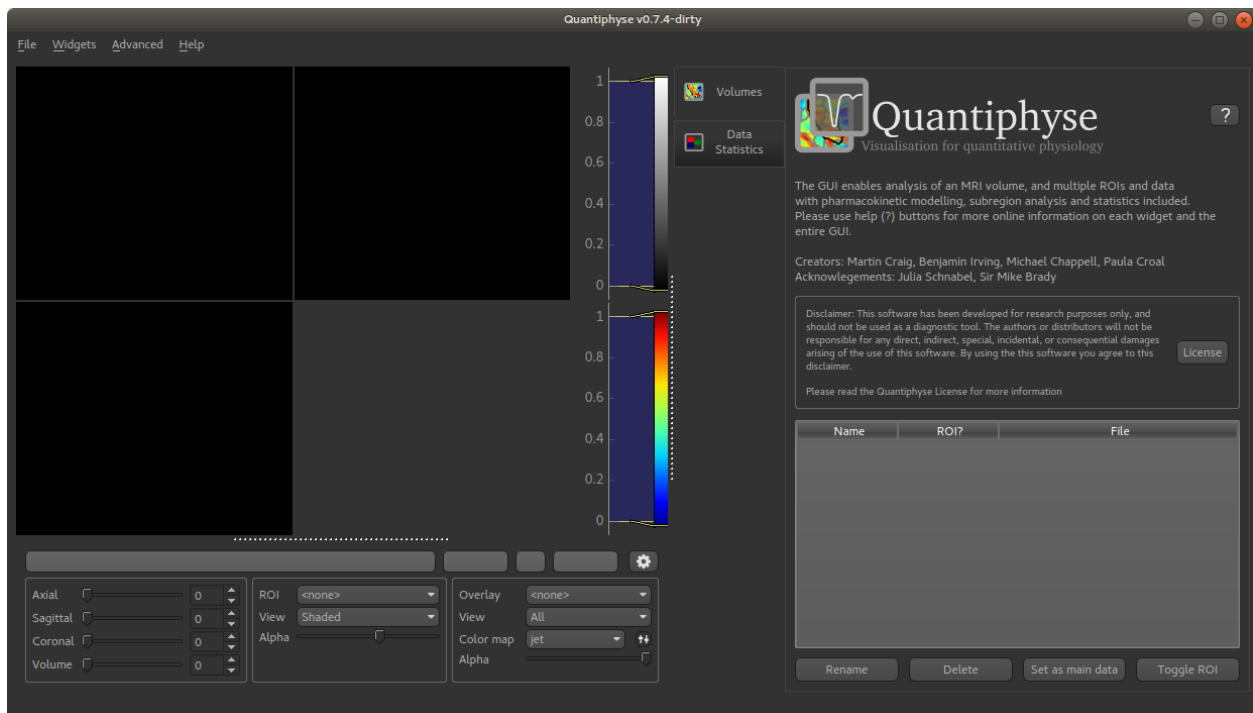 Quantiphyse v0.7.4-dirty
File Widgets Advanced Help
1
0.8
0.6
0.4
0.2
0
1
0.8
0.6
0.4
0.2
0
Volumes
Data
Statistics
Quantiphyse
?
Visualisation for quantitative physiology
The GUI enables analysis of an MRI volume, and multiple ROIs and data
with pharmacokinetic modelling, subregion analysis and statistics included.
Please use help (?) buttons for more online information on each widget and the
entire GUI.
Creators: Martin Craig, Benjamin Irving, Michael Chappell, Paula Croal
Acknowlegements: Julia Schnabel, Sir Mike Brady
Disclaimer: This software has been developed for research purposes only, and
should not be used as a diagnostic tool. The authors or distributors will not be
responsible for any direct, indirect, special, incidental, or consequential damages
arising of the use of this software. By using the this software you agree to this
disclaimer.
Please read the Quantiphyse License for more information
License
Name ROI? File
Axial 0
Sagittal 0
Coronal 0
Volume 0
ROI <none>
View Shaded
Alpha
Overlay <none>
View All
Color map jet
Alpha
Rename Delete Set as main data Toggle ROI